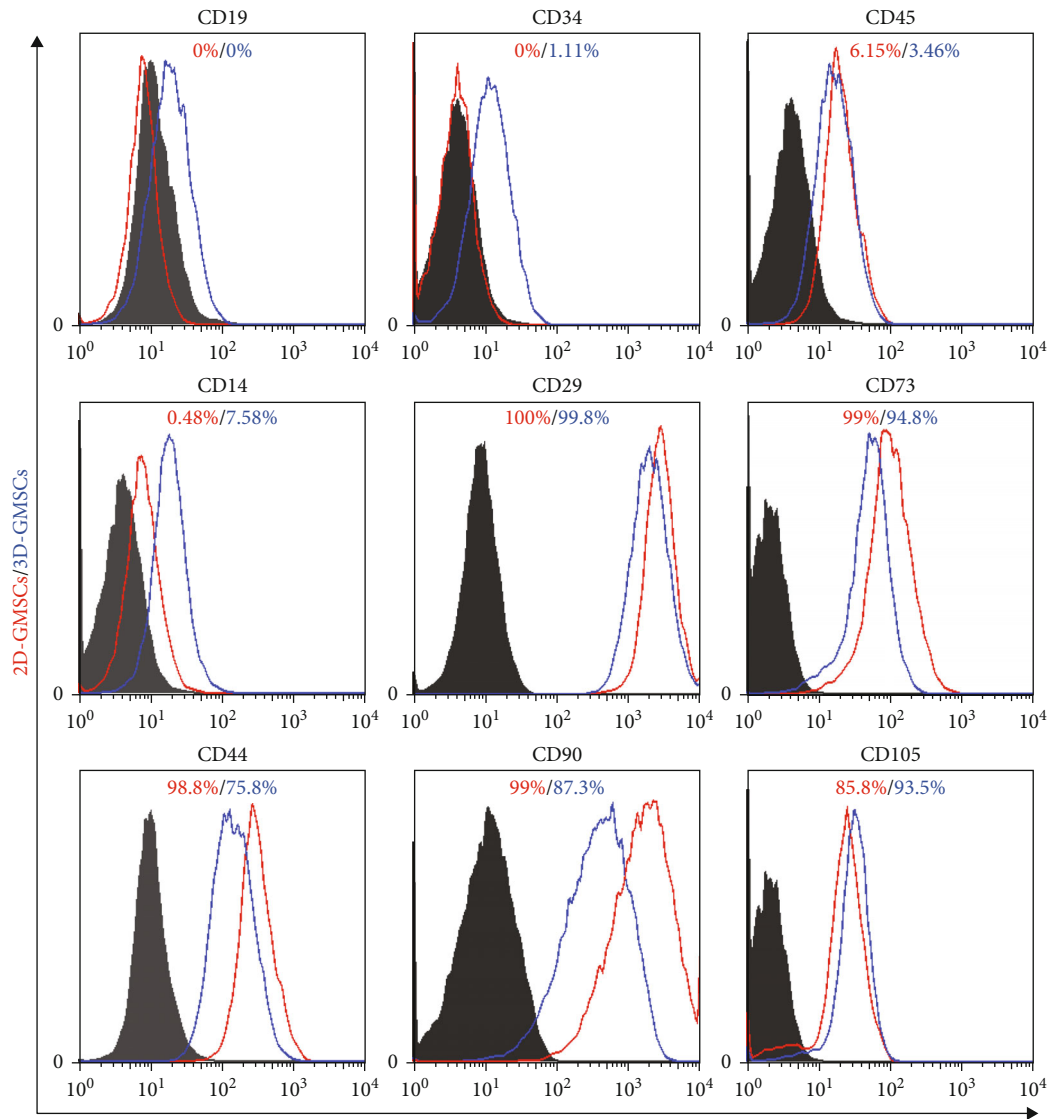 CD19
0%/0%
0
10⁰ 10¹ 10² 10³ 10⁴
CD34
0%/1.11%
0
10⁰ 10¹ 10² 10³ 10⁴
CD45
6.15%/3.46%
0
10⁰ 10¹ 10² 10³ 10⁴
CD14
0.48%/7.58%
0
10⁰ 10¹ 10² 10³ 10⁴
CD29
100%/99.8%
0
10⁰ 10¹ 10² 10³ 10⁴
CD73
99%/94.8%
0
10⁰ 10¹ 10² 10³ 10⁴
CD44
98.8%/75.8%
0
10⁰ 10¹ 10² 10³ 10⁴
CD90
99%/87.3%
0
10⁰ 10¹ 10² 10³ 10⁴
CD105
85.8%/93.5%
0
10⁰ 10¹ 10² 10³ 10⁴
2D-GMSCs/3D-GMSCs